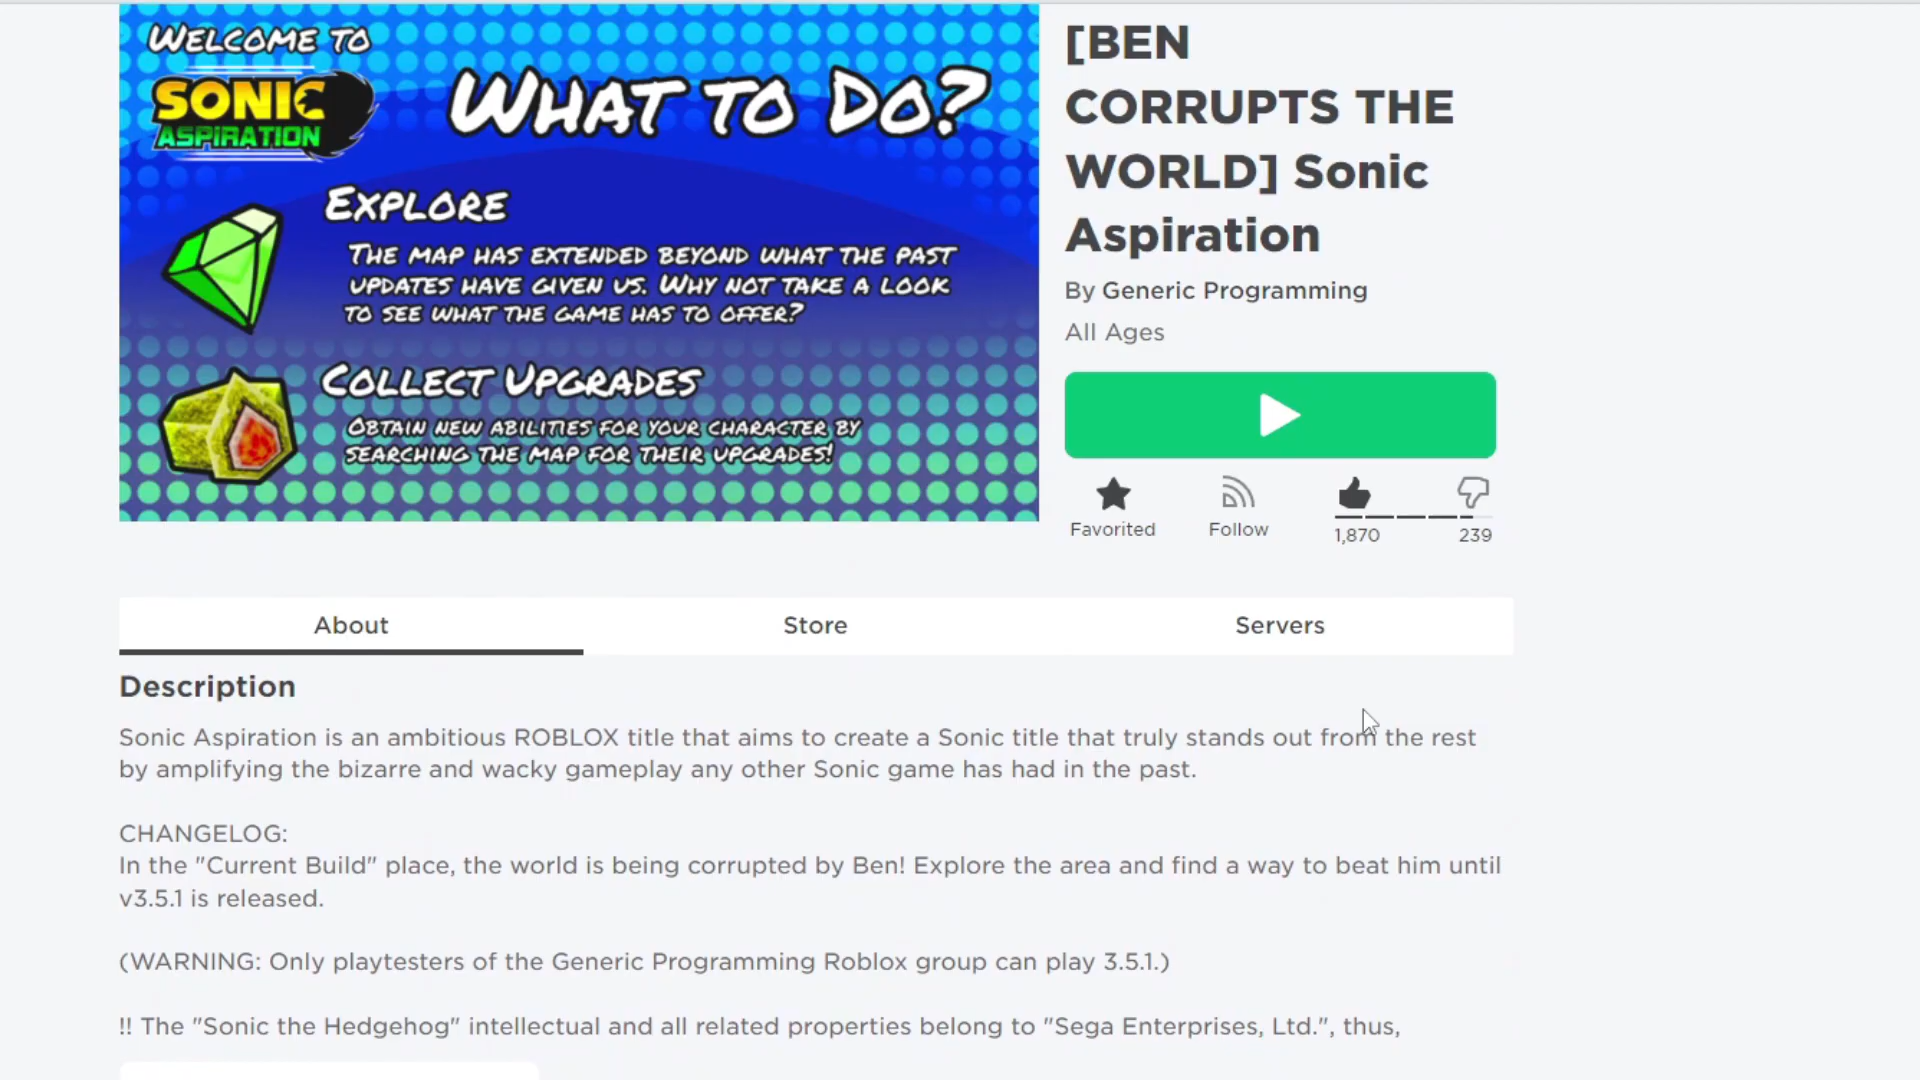 WELCOME TO
SONIC
ASPIRATION
WHAT TO DO?
EXPLORE
THE MAP HAS EXTENDED BEYOND WHAT THE PAST
UPDATES HAVE GIVEN US. WHY NOT TAKE A LOOK
TO SEE WHAT THE GAME HAS TO OFFER?
COLLECT UPGRADES
OBTAIN NEW ABILITIES FOR YOUR CHARACTER BY
SEARCHING THE MAP FOR THEIR UPGRADES!
[BEN
CORRUPTS THE
WORLD] Sonic
Aspiration
By Generic Programming
All Ages
Favorited
Follow
1,870
239
About
Store
Servers
Description
Sonic Aspiration is an ambitious ROBLOX title that aims to create a Sonic title that truly stands out from the rest
by amplifying the bizarre and wacky gameplay any other Sonic game has had in the past.
CHANGELOG:
In the "Current Build" place, the world is being corrupted by Ben! Explore the area and find a way to beat him until
v3.5.1 is released.
(WARNING: Only playtesters of the Generic Programming Roblox group can play 3.5.1.)
!! The "Sonic the Hedgehog" intellectual and all related properties belong to "Sega Enterprises, Ltd.", thus,